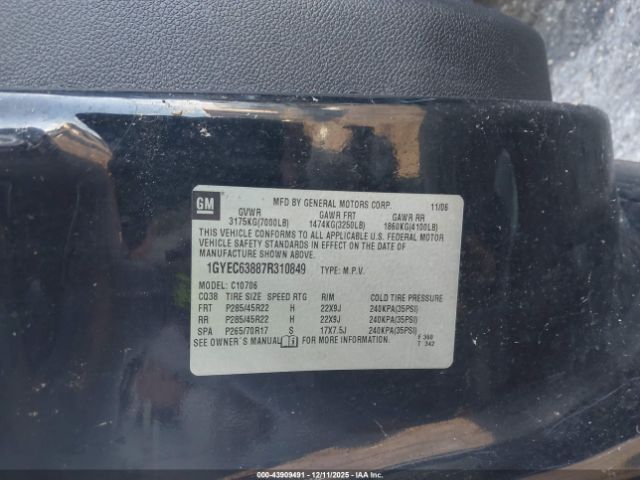 GM
MFD BY GENERAL MOTORS CORP 11/06
GVWR GAWR FRT GAWR RR
3175KG(7000LB) 1474KG(3250LB) 1860KG(4100LB)
THIS VEHICLE CONFORMS TO ALL APPLICABLE U.S. FEDERAL MOTOR
VEHICLE SAFETY STANDARDS IN EFFECT ON THE DATE OF
MANUFACTURE SHOWN ABOVE.
1GYEC63887R310849 TYPE: M.P.V.
MODEL: C10706
CQ38 TIRE SIZE SPEED RTG R/M COLD TIRE PRESSURE
FRT P285/45R22 H 22X9J 240KPA(35PSI)
RR P285/45R22 H 22X9J 240KPA(35PSI)
SPA P265/70R17 S 17X7.5J 240KPA(35PSI)
SEE OWNER´S MANUAL FOR MORE INFORMATION. F 360
T 342
000-43909491 - 12/11/2025 - IAAI.COM